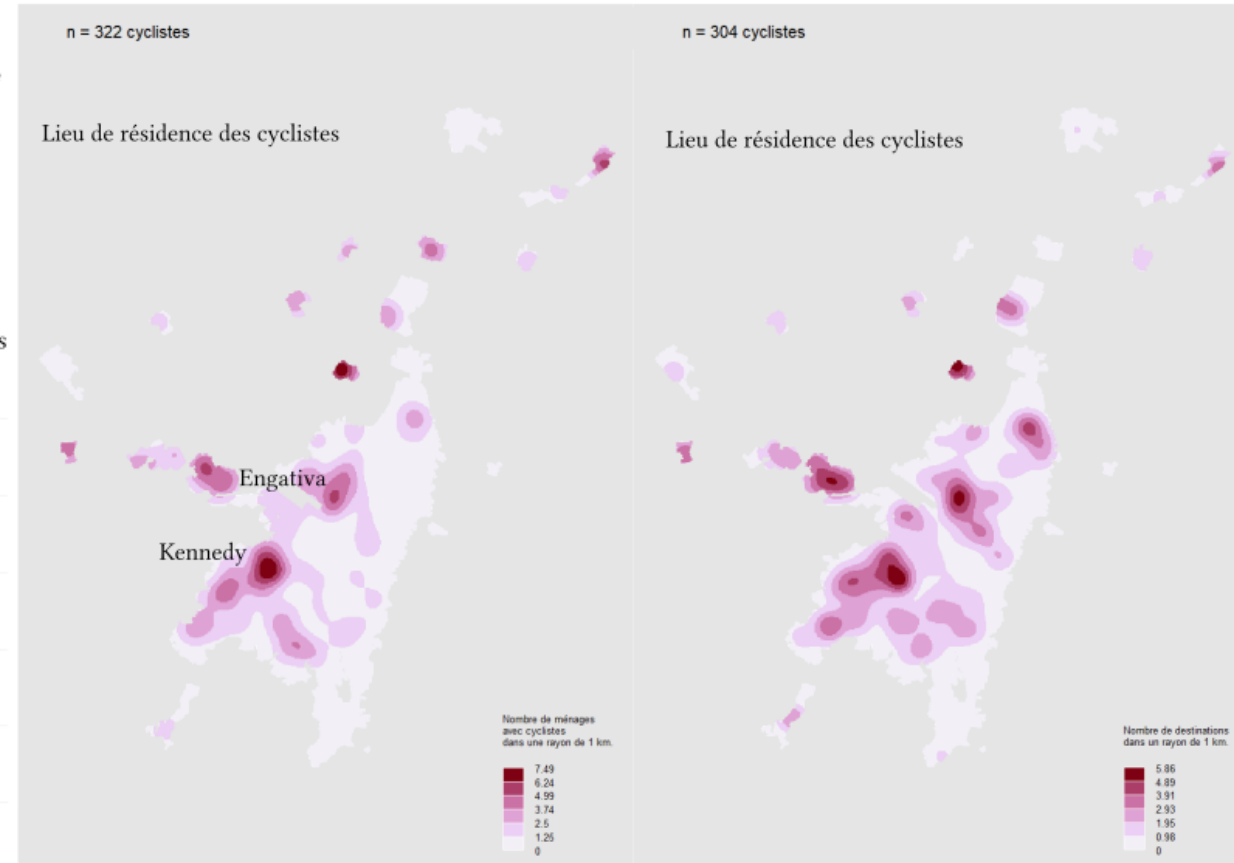 n = 322 cyclistes
Lieu de résidence des cyclistes
Engativa
Kennedy
Nombre de ménages
avec cyclistes
dans une rayon de 1 km.
7.49
6.24
4.99
3.74
2.5
1.25
0
n = 304 cyclistes
Lieu de résidence des cyclistes
Nombre de destinations
dans un rayon de 1 km.
5.86
4.89
3.91
2.93
1.95
0.98
0